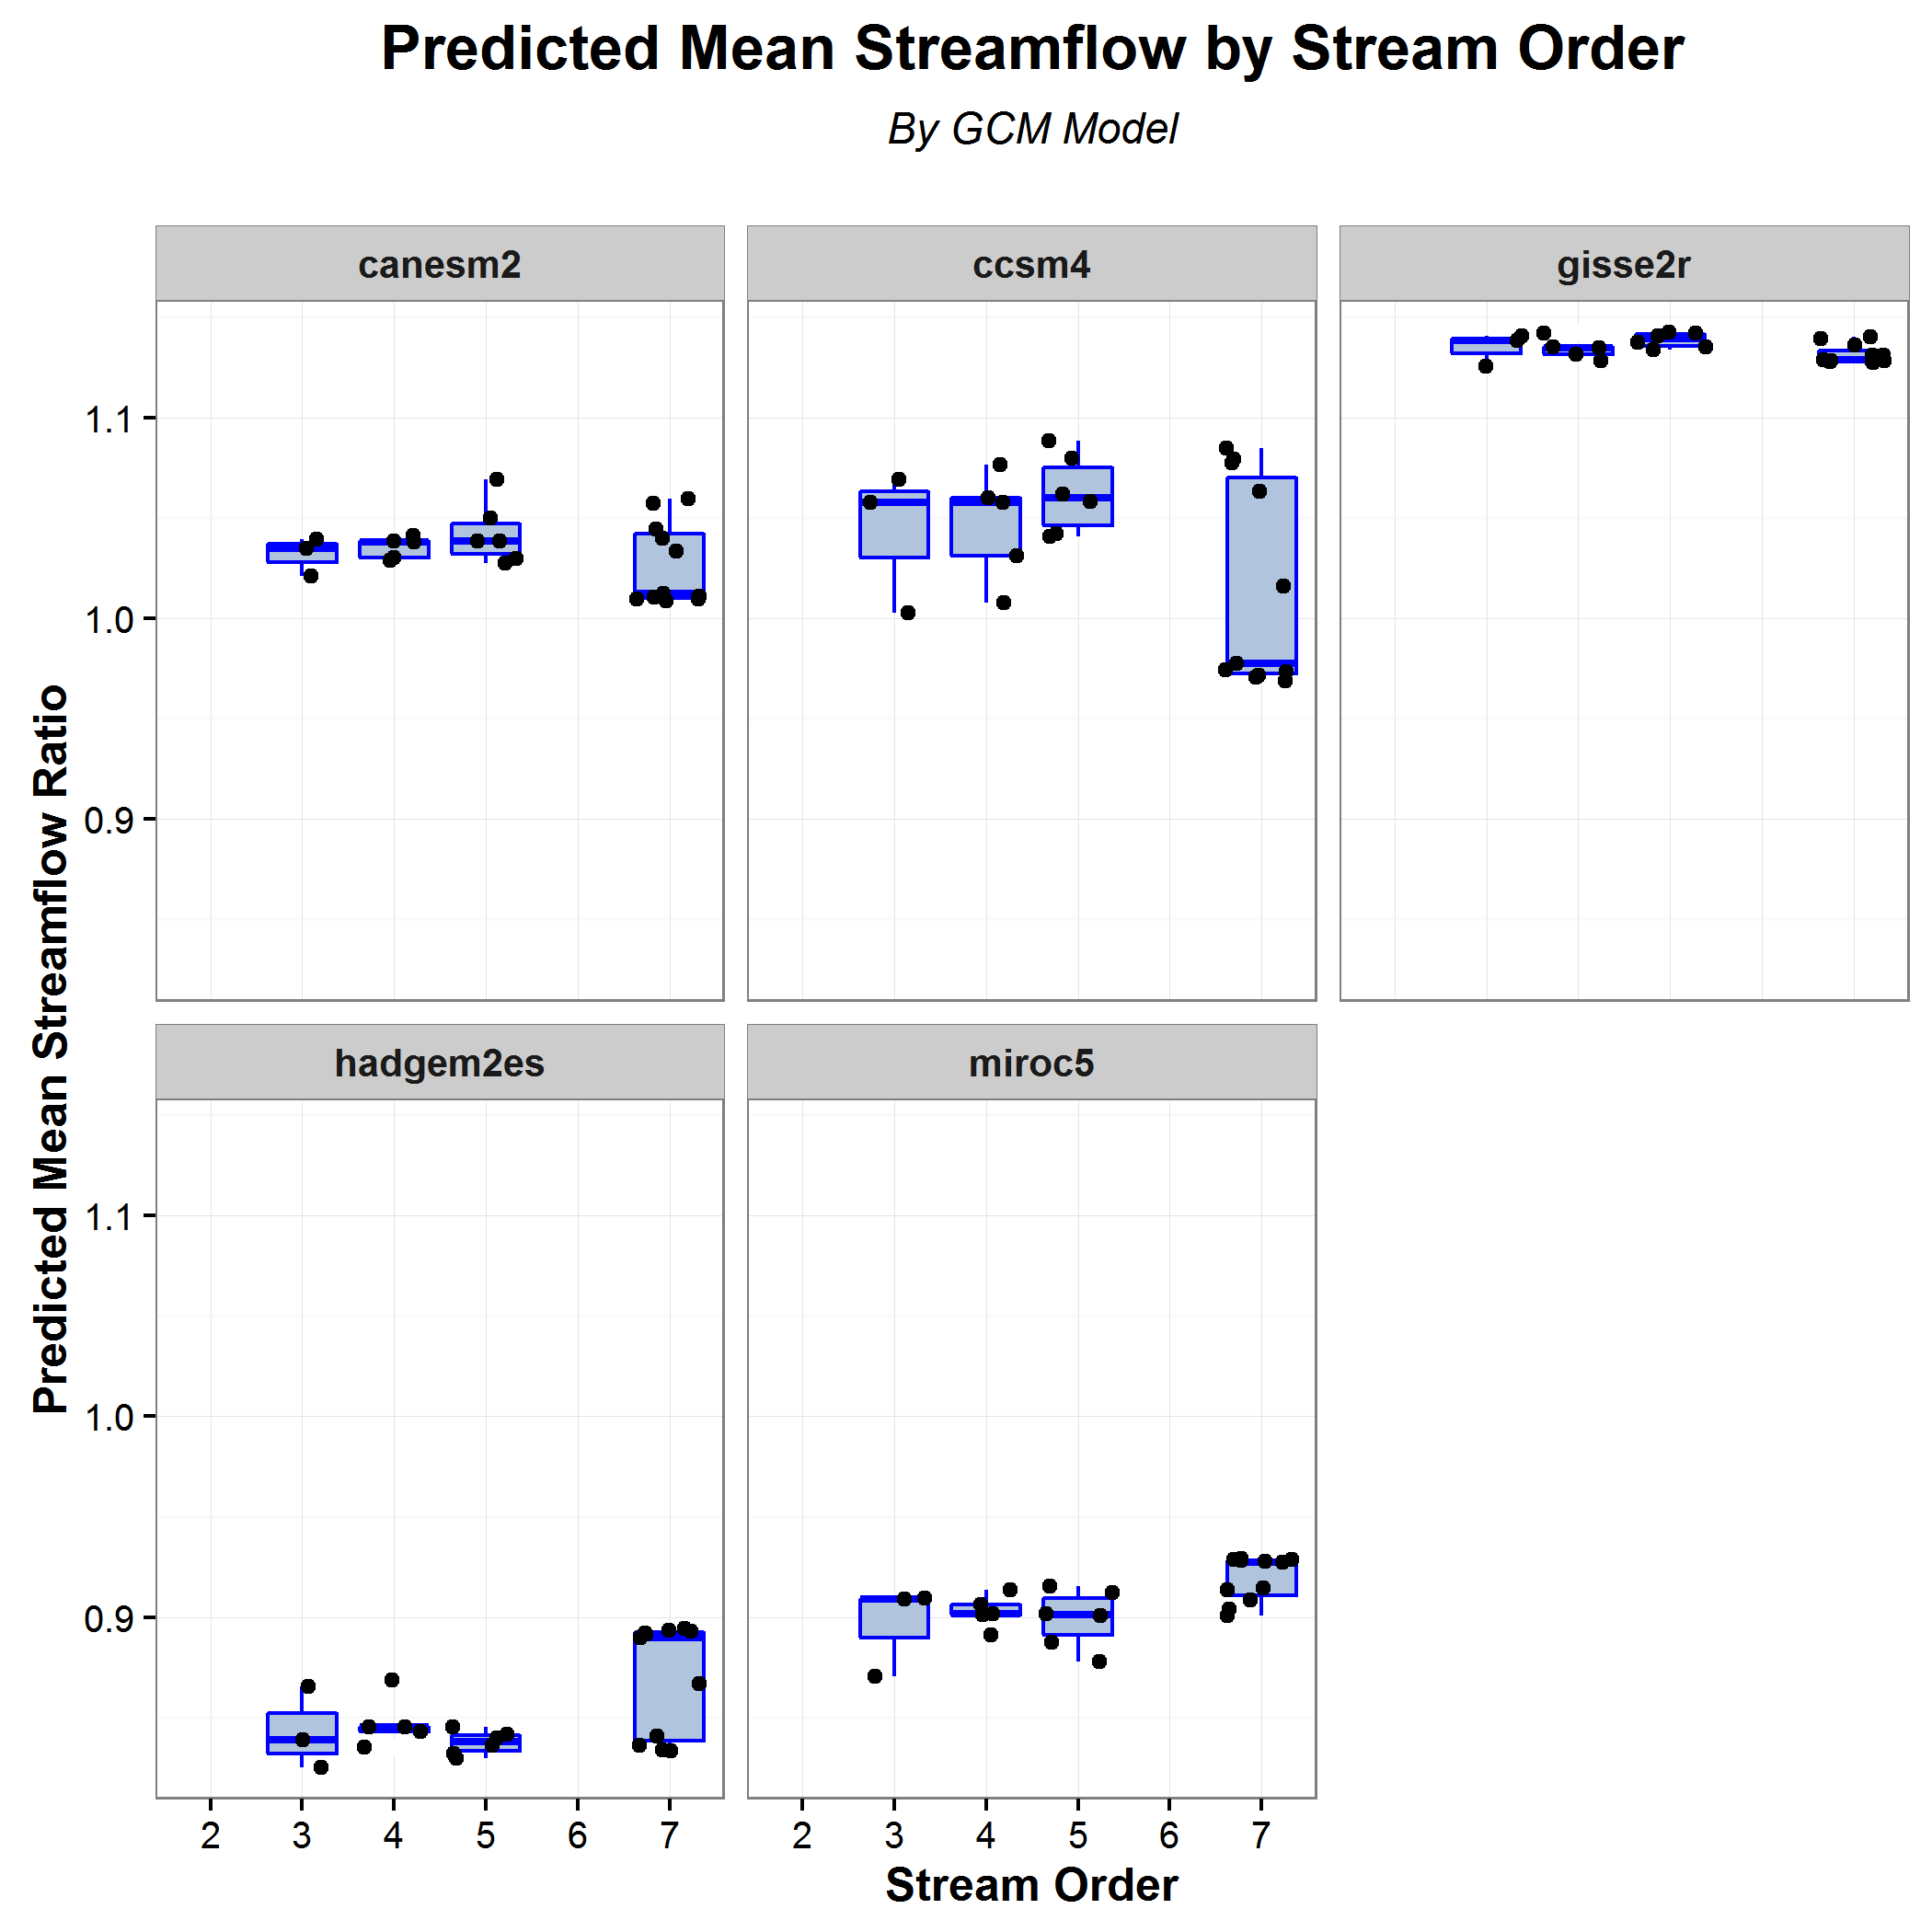 Predicted Mean Streamflow by Stream Order
By GCM Model
canesm2
ccsm4
gisse2r
1.1
1.0
0.9
Predicted Mean Streamflow Ratio
hadgem2es
miroc5
1.1
1.0
0.9
2 3 4 5 6 7
2 3 4 5 6 7
Stream Order